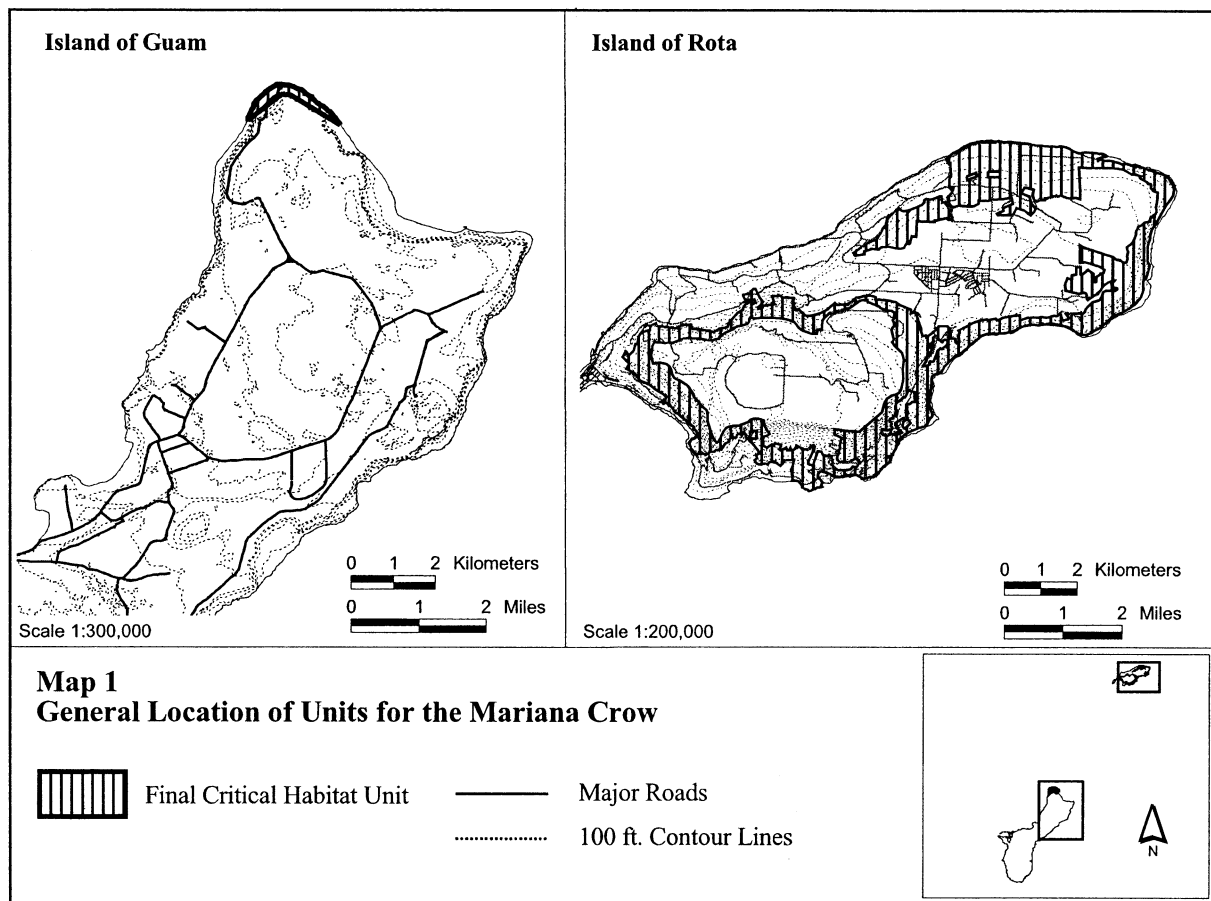 Island of Guam
0 1 2 Kilometers
0 1 2 Miles
Scale 1:300,000
Island of Rota
0 1 2 Kilometers
0 1 2 Miles
Scale 1:200,000
Map 1
General Location of Units for the Mariana Crow
Final Critical Habitat Unit
Major Roads
100 ft. Contour Lines
N